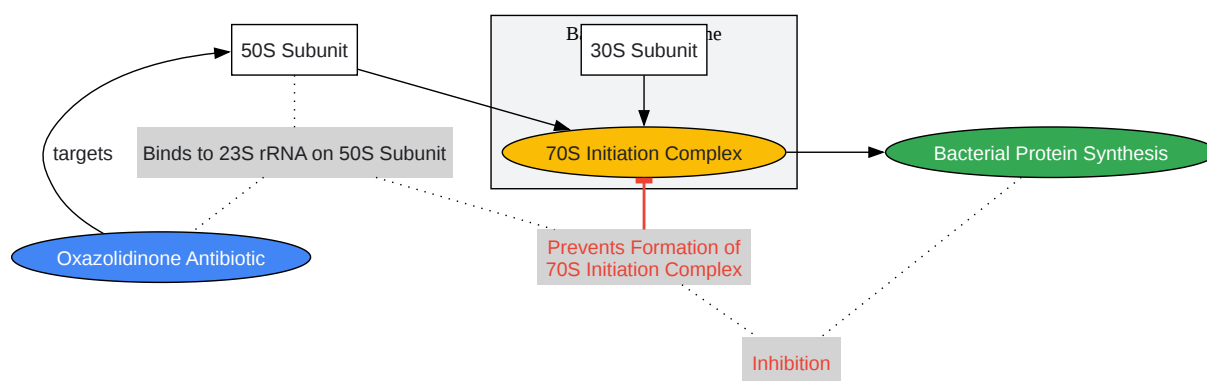 50S Subunit
30S Subunit
targets
Binds to 23S rRNA on 50S Subunit
70S Initiation Complex
Bacterial Protein Synthesis
Oxazolidinone Antibiotic
Prevents Formation of
70S Initiation Complex
Inhibition